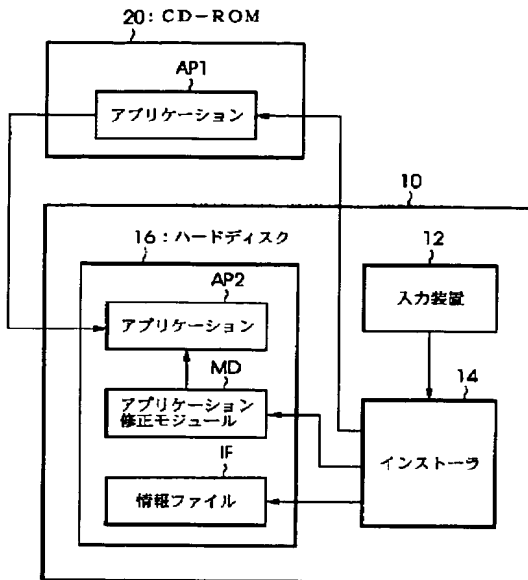 20：CD－ROM
AP1
アプリケーション
10
16：ハードディスク
12
AP2
入力装置
アプリケーション
MD
14
アプリケーション
修正モジュール
インストーラ
IF
情報ファイル